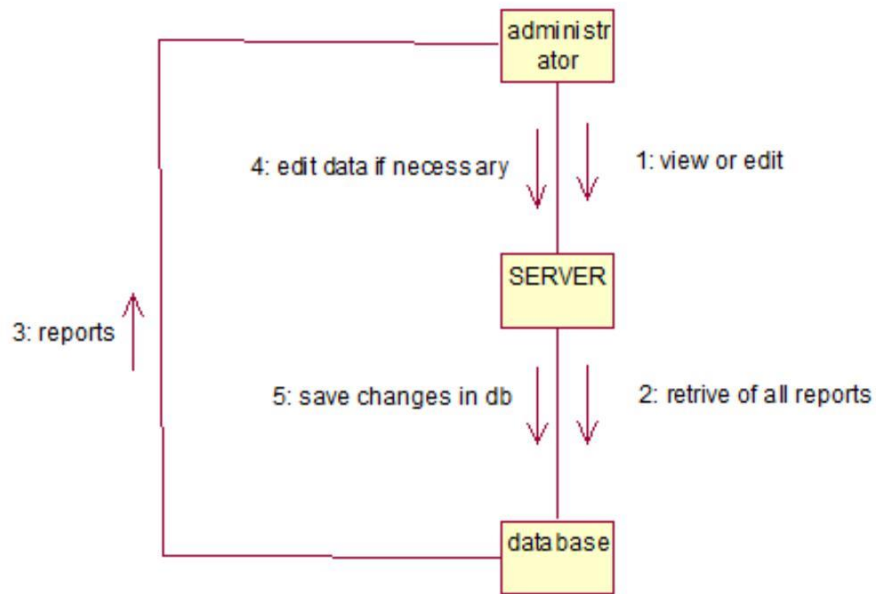 administr
ator
4: edit data if necessary
1: view or edit
SERVER
3: reports
5: save changes in db
2: retrive of all reports
database